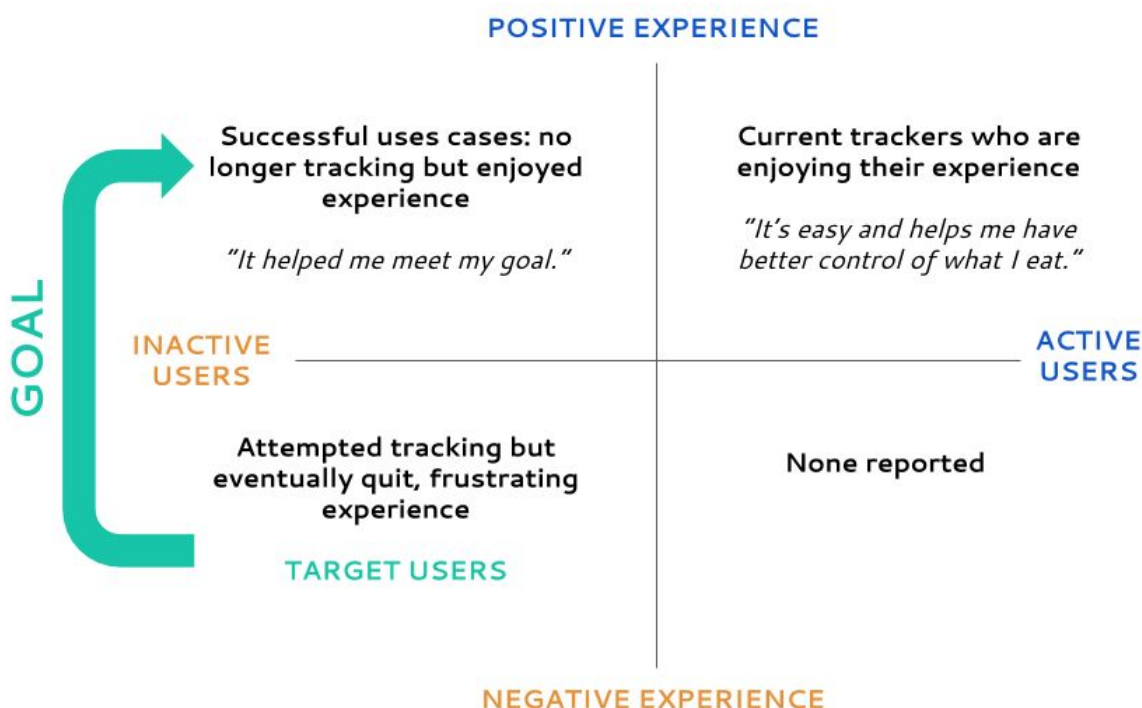 POSITIVE EXPERIENCE
Successful uses cases: no
longer tracking but enjoyed
experience
"It helped me meet my goal."
Current trackers who are
enjoying their experience
"It's easy and helps me have
better control of what I eat."
GOAL
INACTIVE
USERS
ACTIVE
USERS
Attempted tracking but
eventually quit, frustrating
experience
TARGET USERS
None reported
NEGATIVE EXPERIENCE